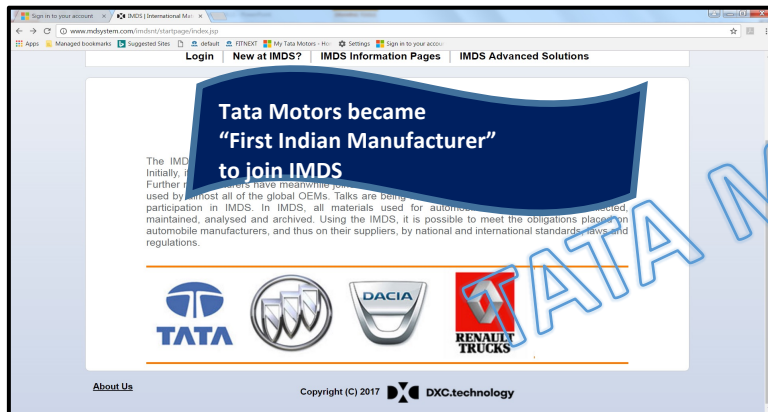 Sign in to your account
IMDS | International Mat
www.mdsystem.com/imdsnt/startpage/index.jsp
Apps Managed bookmarks Suggested Sites default FITNEXT My Tata Motors - Ho Settings Sign in to your accou
Login | New at IMDS? | IMDS Information Pages | IMDS Advanced Solutions
Tata Motors became
“First Indian Manufacturer”
to join IMDS
The IMD
Initially, i
Further have meanwhile
used by almost all of the global OEMs. Talks are being
participation in IMDS. In IMDS, all materials used for
maintained, analysed and archived. Using the IMDS, it is possible to meet the obligations placed on
automobile manufacturers, and thus on their suppliers, by national and international standards, laws and
regulations.
TATA
DACIA
RENAULT
TRUCKS
TATA M
About Us
Copyright (C) 2017 DXC.technology